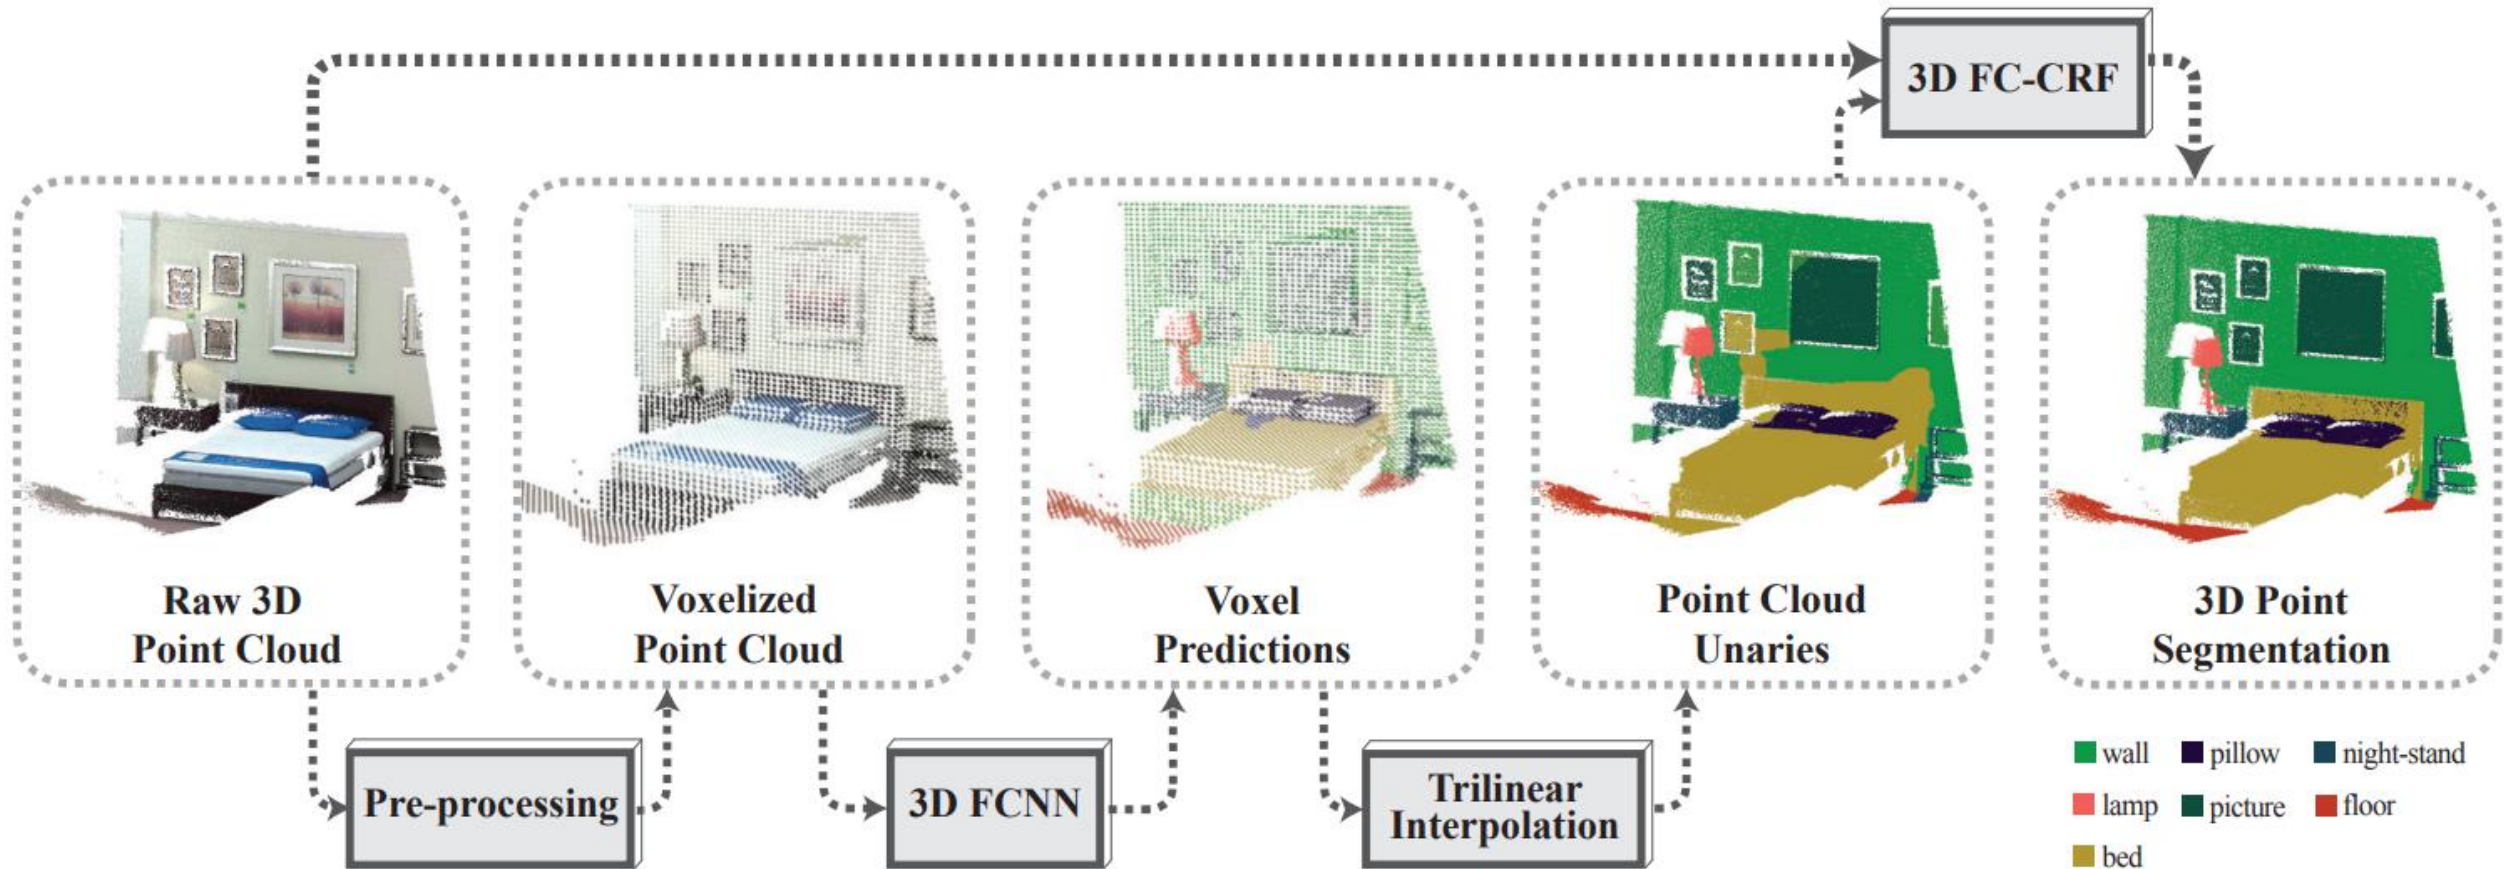 3D FC-CRF
Raw 3D
Point Cloud
Voxelized
Point Cloud
Voxel
Predictions
Point Cloud
Unaries
3D Point
Segmentation
Pre-processing
3D FCNN
Trilinear
Interpolation
wall
pillow
night-stand
lamp
picture
floor
bed